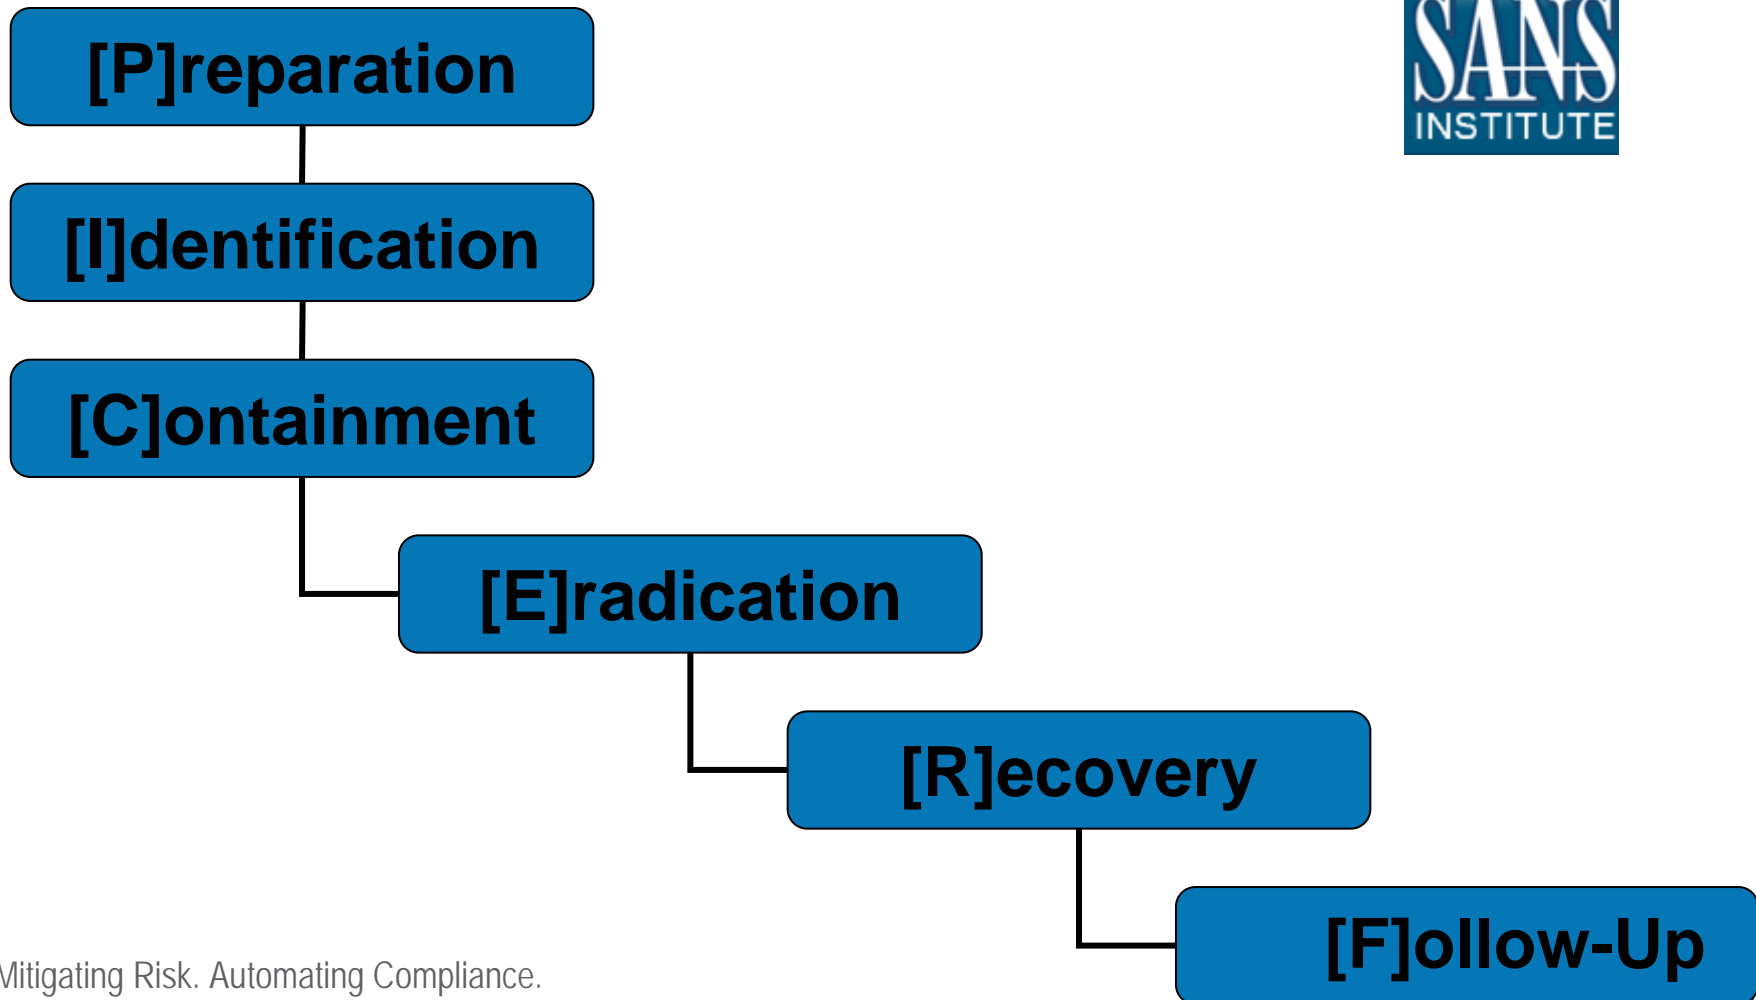 SANS
INSTITUTE
[P]reparation
[I]dentification
[C]ontainment
[E]radication
[R]ecovery
[F]ollow-Up
Mitigating Risk. Automating Compliance.